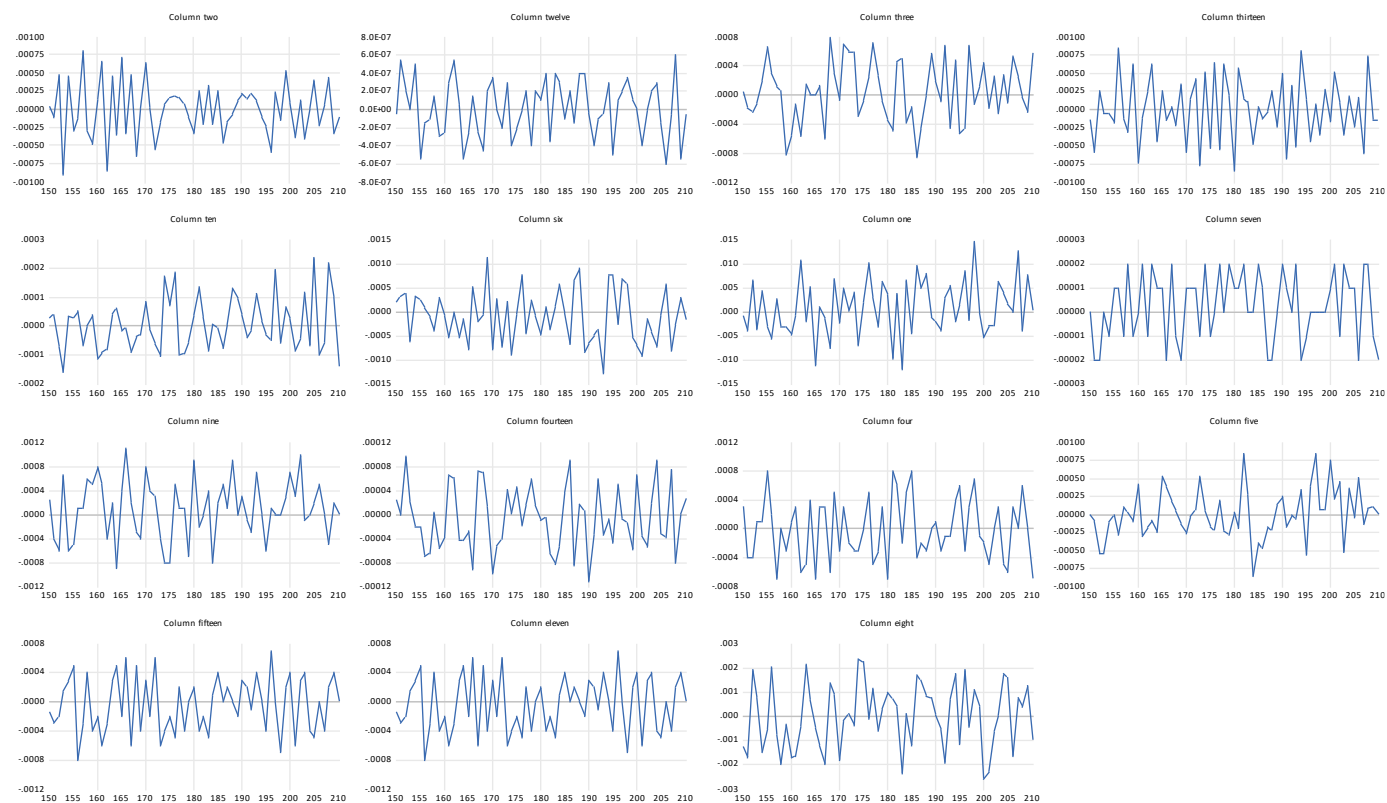 Column two
.00100
.00075
.00050
.00025
.00000
-.00025
-.00050
-.00075
-.00100
150 155 160 165 170 175 180 185 190 195 200 205 210
Column twelve
8.0E-07
6.0E-07
4.0E-07
2.0E-07
0.0E+00
-2.0E-07
-4.0E-07
-6.0E-07
-8.0E-07
150 155 160 165 170 175 180 185 190 195 200 205 210
Column three
.0008
.0004
.0000
-.0004
-.0008
-.0012
150 155 160 165 170 175 180 185 190 195 200 205 210
Column thirteen
.00100
.00075
.00050
.00025
.00000
-.00025
-.00050
-.00075
-.00100
150 155 160 165 170 175 180 185 190 195 200 205 210
Column ten
.0003
.0002
.0001
.0000
-.0001
-.0002
150 155 160 165 170 175 180 185 190 195 200 205 210
Column six
.0015
.0010
.0005
.0000
-.0005
-.0010
-.0015
150 155 160 165 170 175 180 185 190 195 200 205 210
Column one
.015
.010
.005
.000
-.005
-.010
-.015
150 155 160 165 170 175 180 185 190 195 200 205 210
Column seven
.00003
.00002
.00001
.00000
-.00001
-.00002
-.00003
150 155 160 165 170 175 180 185 190 195 200 205 210
Column nine
.0012
.0008
.0004
.0000
-.0004
-.0008
-.0012
150 155 160 165 170 175 180 185 190 195 200 205 210
Column fourteen
.00012
.00008
.00004
.00000
-.00004
-.00008
-.00012
150 155 160 165 170 175 180 185 190 195 200 205 210
Column four
.0012
.0008
.0004
.0000
-.0004
-.0008
150 155 160 165 170 175 180 185 190 195 200 205 210
Column five
.00100
.00075
.00050
.00025
.00000
-.00025
-.00050
-.00075
-.00100
150 155 160 165 170 175 180 185 190 195 200 205 210
Column fifteen
.0008
.0004
.0000
-.0004
-.0008
-.0012
150 155 160 165 170 175 180 185 190 195 200 205 210
Column eleven
.0008
.0004
.0000
-.0004
-.0008
-.0012
150 155 160 165 170 175 180 185 190 195 200 205 210
Column eight
.003
.002
.001
.000
-.001
-.002
-.003
150 155 160 165 170 175 180 185 190 195 200 205 210